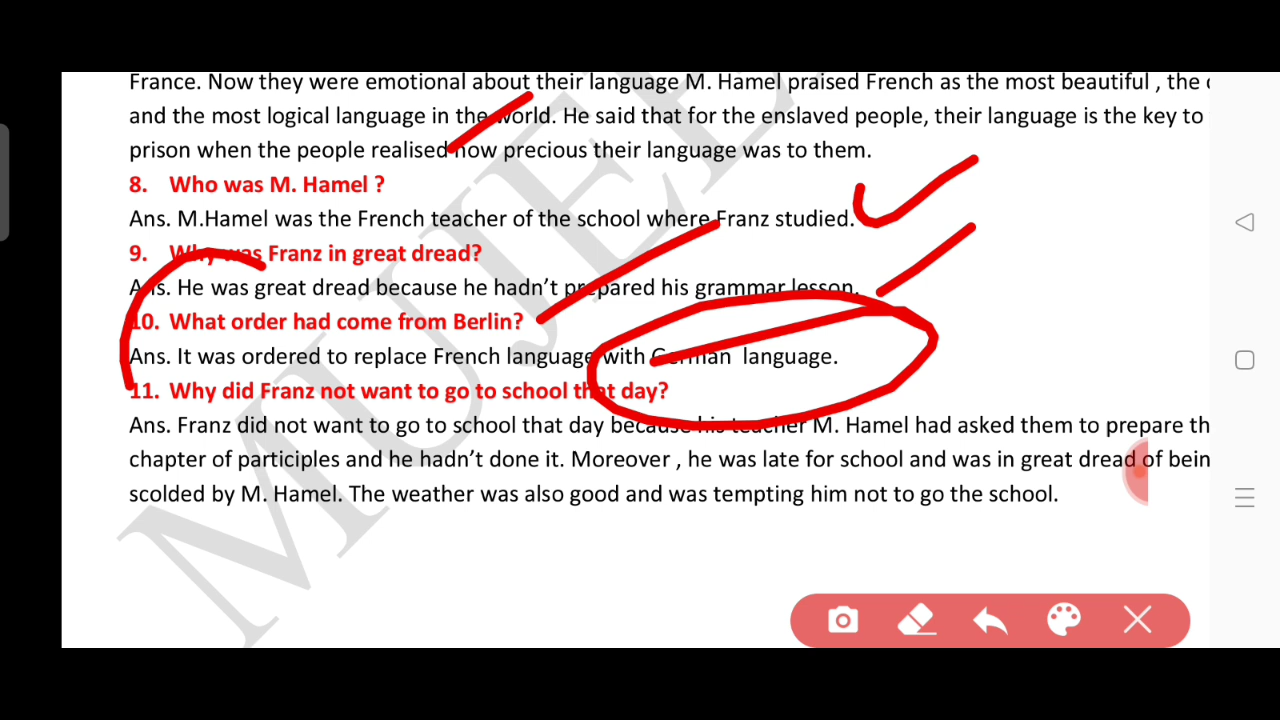 France. Now they were emotional about their language M. Hamel praised French as the most beautiful , the
and the most logical language in the world. He said that for the enslaved people, their language is the key to
prison when the people realised how precious their language was to them.
8. Who was M. Hamel ?
Ans. M.Hamel was the French teacher of the school where Franz studied.
9. Why was Franz in great dread?
Ans. He was great dread because he hadn’t prepared his grammar lesson.
10. What order had come from Berlin?
Ans. It was ordered to replace French language with German language.
11. Why did Franz not want to go to school that day?
Ans. Franz did not want to go to school that day because his teacher M. Hamel had asked them to prepare th
chapter of participles and he hadn’t done it. Moreover , he was late for school and was in great dread of bein
scolded by M. Hamel. The weather was also good and was tempting him not to go the school.